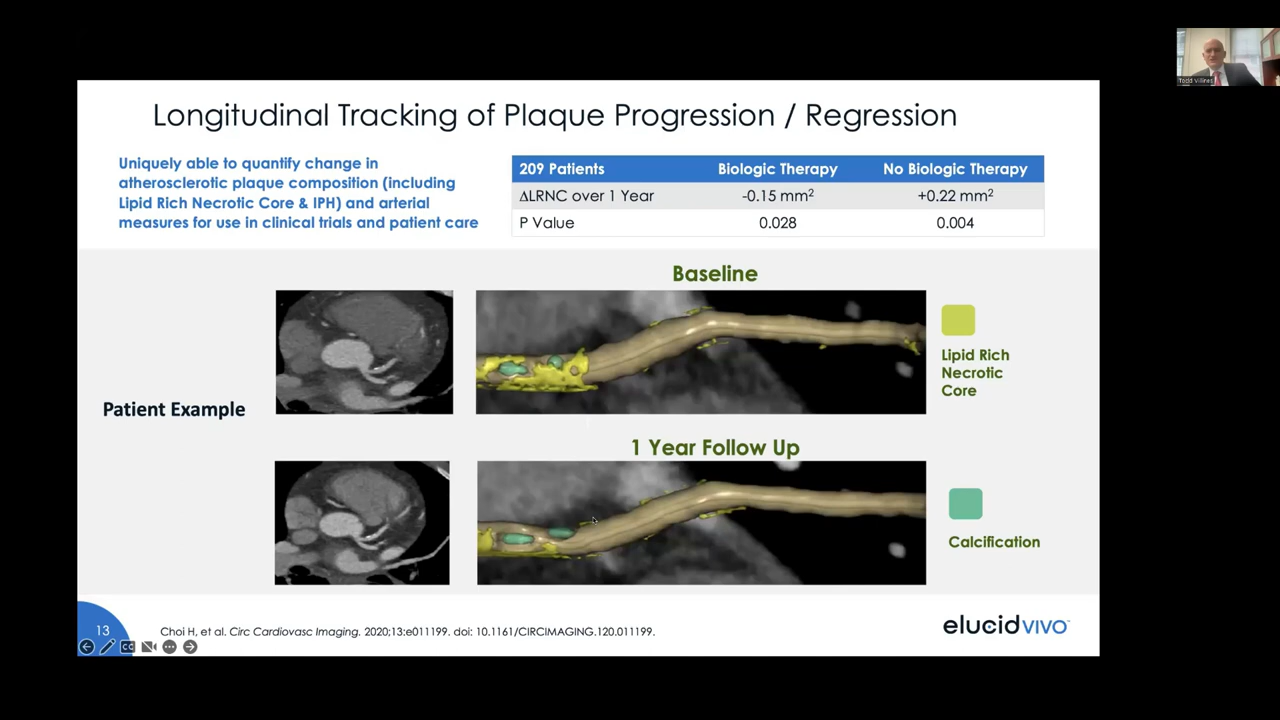 Todd Villines
Longitudinal Tracking of Plaque Progression / Regression
Uniquely able to quantify change in
atherosclerotic plaque composition (including
Lipid Rich Necrotic Core & IPH) and arterial
measures for use in clinical trials and patient care
209 Patients Biologic Therapy No Biologic Therapy
ΔLRNC over 1 Year -0.15 mm² +0.22 mm²
P Value 0.028 0.004
Baseline
Lipid Rich
Necrotic
Core
Patient Example
1 Year Follow Up
Calcification
13
Choi H, et al. Circ Cardiovasc Imaging. 2020;13:e011199. doi: 10.1161/CIRCIMAGING.120.011199.
elucidvivo
CC